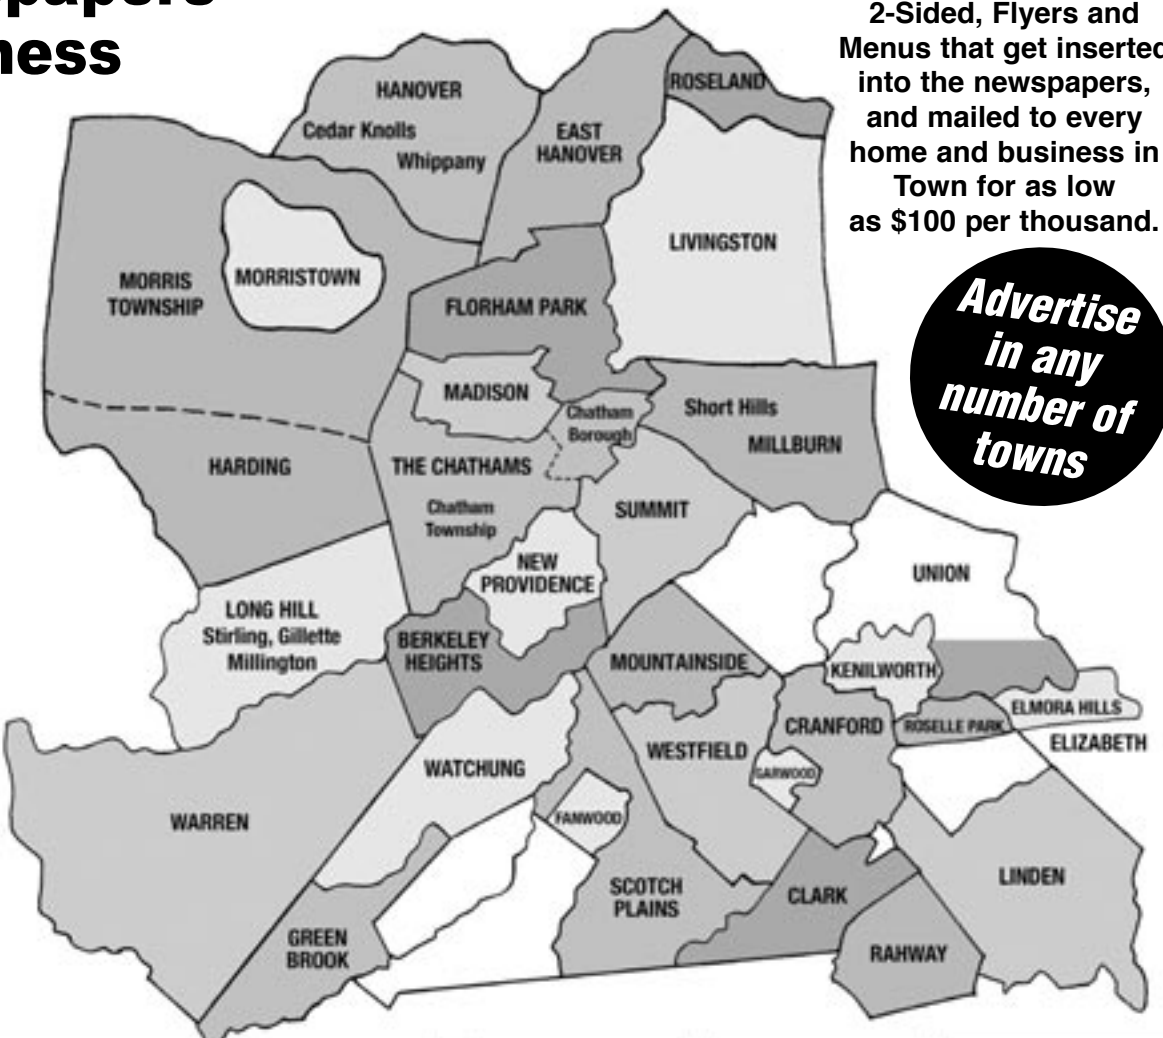 ness
2-Sided, Flyers and
Menus that get inserted
into the newspapers,
and mailed to every
home and business in
Town for as low
as $100 per thousand.
Advertise
in any
number of
towns
HANOVER
Cedar Knolls
Whippany
EAST
HANOVER
ROSELAND
LIVINGSTON
MORRIS
TOWNSHIP
MORRISTOWN
FLORHAM PARK
MADISON
Chatham
Borough
Short Hills
MILLBURN
HARDING
THE CHATHAMS
Chatham
Township
SUMMIT
NEW
PROVIDENCE
UNION
LONG HILL
Stirling, Gillette
Millington
BERKELEY
HEIGHTS
MOUNTAINSIDE
KENILWORTH
ELMORA HILLS
ROSELLE PARK
ELIZABETH
CRANFORD
WESTFIELD
GARWOOD
WATCHUNG
WARREN
FANWOOD
SCOTCH
PLAINS
CLARK
LINDEN
GREEN
BROOK
RAHWAY